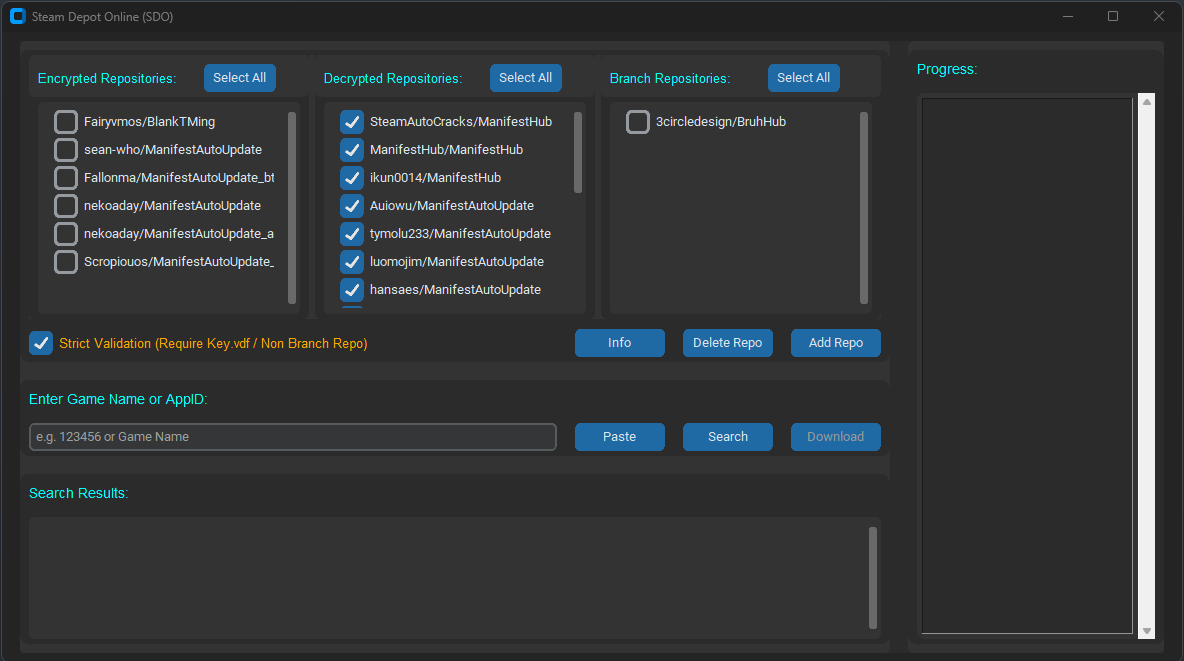 Steam Depot Online (SDO)
Encrypted Repositories:
Select All
Fairyvmos/BlankTMing
sean-who/ManifestAutoUpdate
Fallonma/ManifestAutoUpdate_bt
nekoaday/ManifestAutoUpdate
nekoaday/ManifestAutoUpdate_a
Scropiouos/ManifestAutoUpdate_
Decrypted Repositories:
Select All
SteamAutoCracks/ManifestHub
ManifestHub/ManifestHub
ikun0014/ManifestHub
Auiowu/ManifestAutoUpdate
tymolu233/ManifestAutoUpdate
luomojim/ManifestAutoUpdate
hansaes/ManifestAutoUpdate
Branch Repositories:
Select All
3circledesign/BruhHub
Strict Validation (Require Key.vdf / Non Branch Repo)
Info
Delete Repo
Add Repo
Enter Game Name or AppID:
e.g. 123456 or Game Name
Paste
Search
Download
Search Results:
Progress: